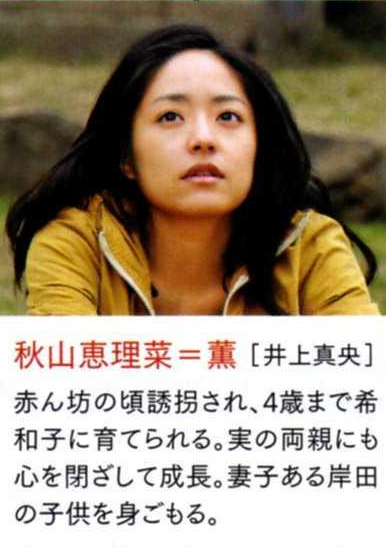 秋山恵理菜=薫 [井上真央]
赤ん坊の頃誘拐され、4歳まで希
和子に育てられる。実の両親にも
心を閉ざして成長。妻子ある岸田
の子供を身ごもる。